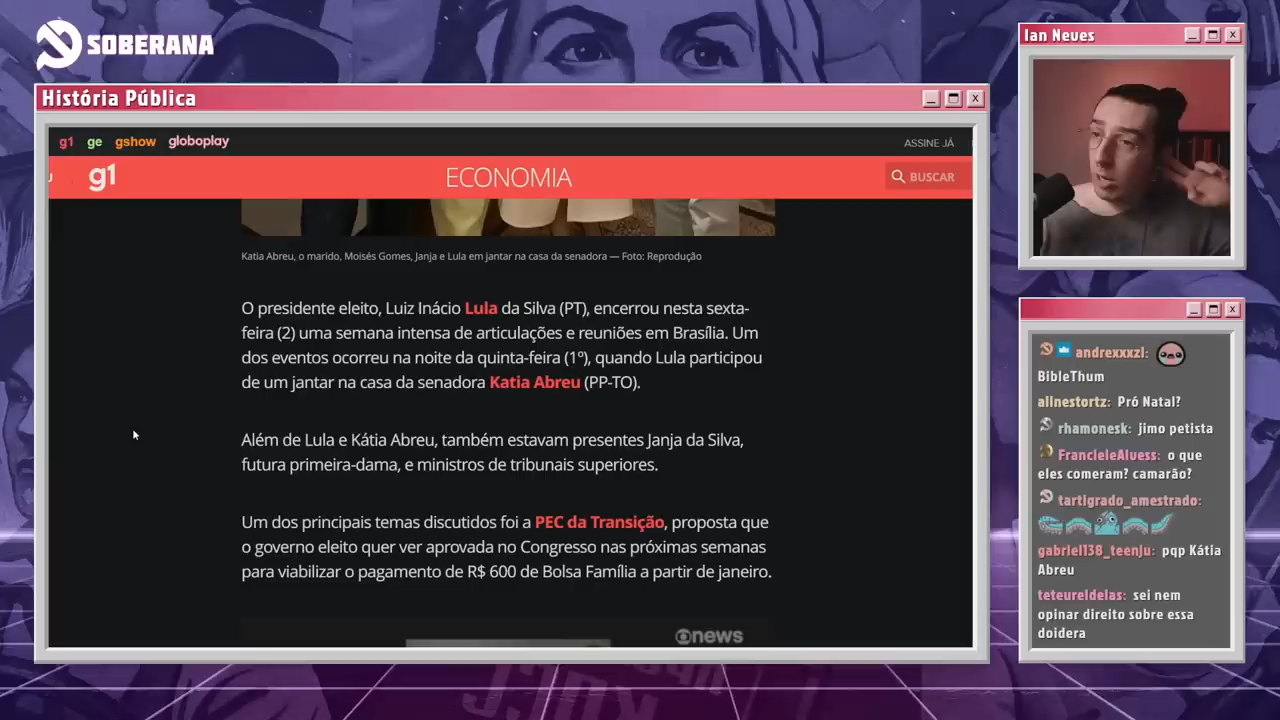 SOBERANA
História Pública
g1 ge gshow globoplay
ASSINE JÁ
g1
ECONOMIA
BUSCAR
Katia Abreu, o marido, Moisés Gomes, Janja e Lula em jantar na casa da senadora — Foto: Reprodução
O presidente eleito, Luiz Inácio Lula da Silva (PT), encerrou nesta sexta-
feira (2) uma semana intensa de articulações e reuniões em Brasília. Um
dos eventos ocorreu na noite da quinta-feira (1º), quando Lula participou
de um jantar na casa da senadora Katia Abreu (PP-TO).
Além de Lula e Kátia Abreu, também estavam presentes Janja da Silva,
futura primeira-dama, e ministros de tribunais superiores.
Um dos principais temas discutidos foi a PEC da Transição, proposta que
o governo eleito quer ver aprovada no Congresso nas próximas semanas
para viabilizar o pagamento de R$ 600 de Bolsa Família a partir de janeiro.
news
Ian Neves
andrexxxzl:
BibleThum
alinestortz: Pró Natal?
rhamonesk: jimo petista
FrancieleAlvess: o que
eles comeram? camarão?
tartigrado_amestrado:
gabriel138_teenju: pqp Kátia
Abreu
teteureldelas: sei nem
opinar direito sobre essa
doidera